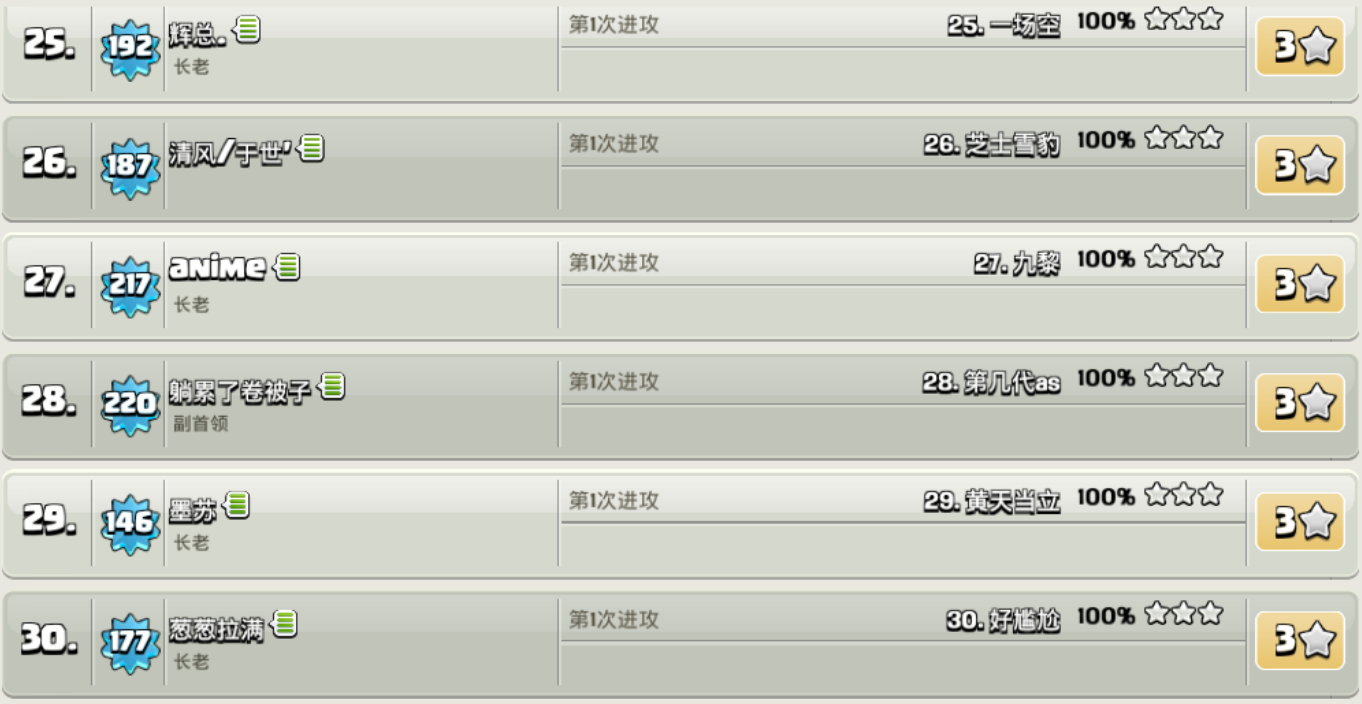 25. 192 辉总. 第1次进攻 25. 一场空 100% 3
长老
26. 187 清风/于世' 第1次进攻 26. 芝士雪豹 100% 3
27. 217 anime 第1次进攻 27. 九黎 100% 3
长老
28. 220 躺累了卷被子 第1次进攻 28. 第几代as 100% 3
副首领
29. 146 墨苏 第1次进攻 29. 黄天当立 100% 3
长老
30. 177 葱葱拉满 第1次进攻 30. 好尴尬 100% 3
长老